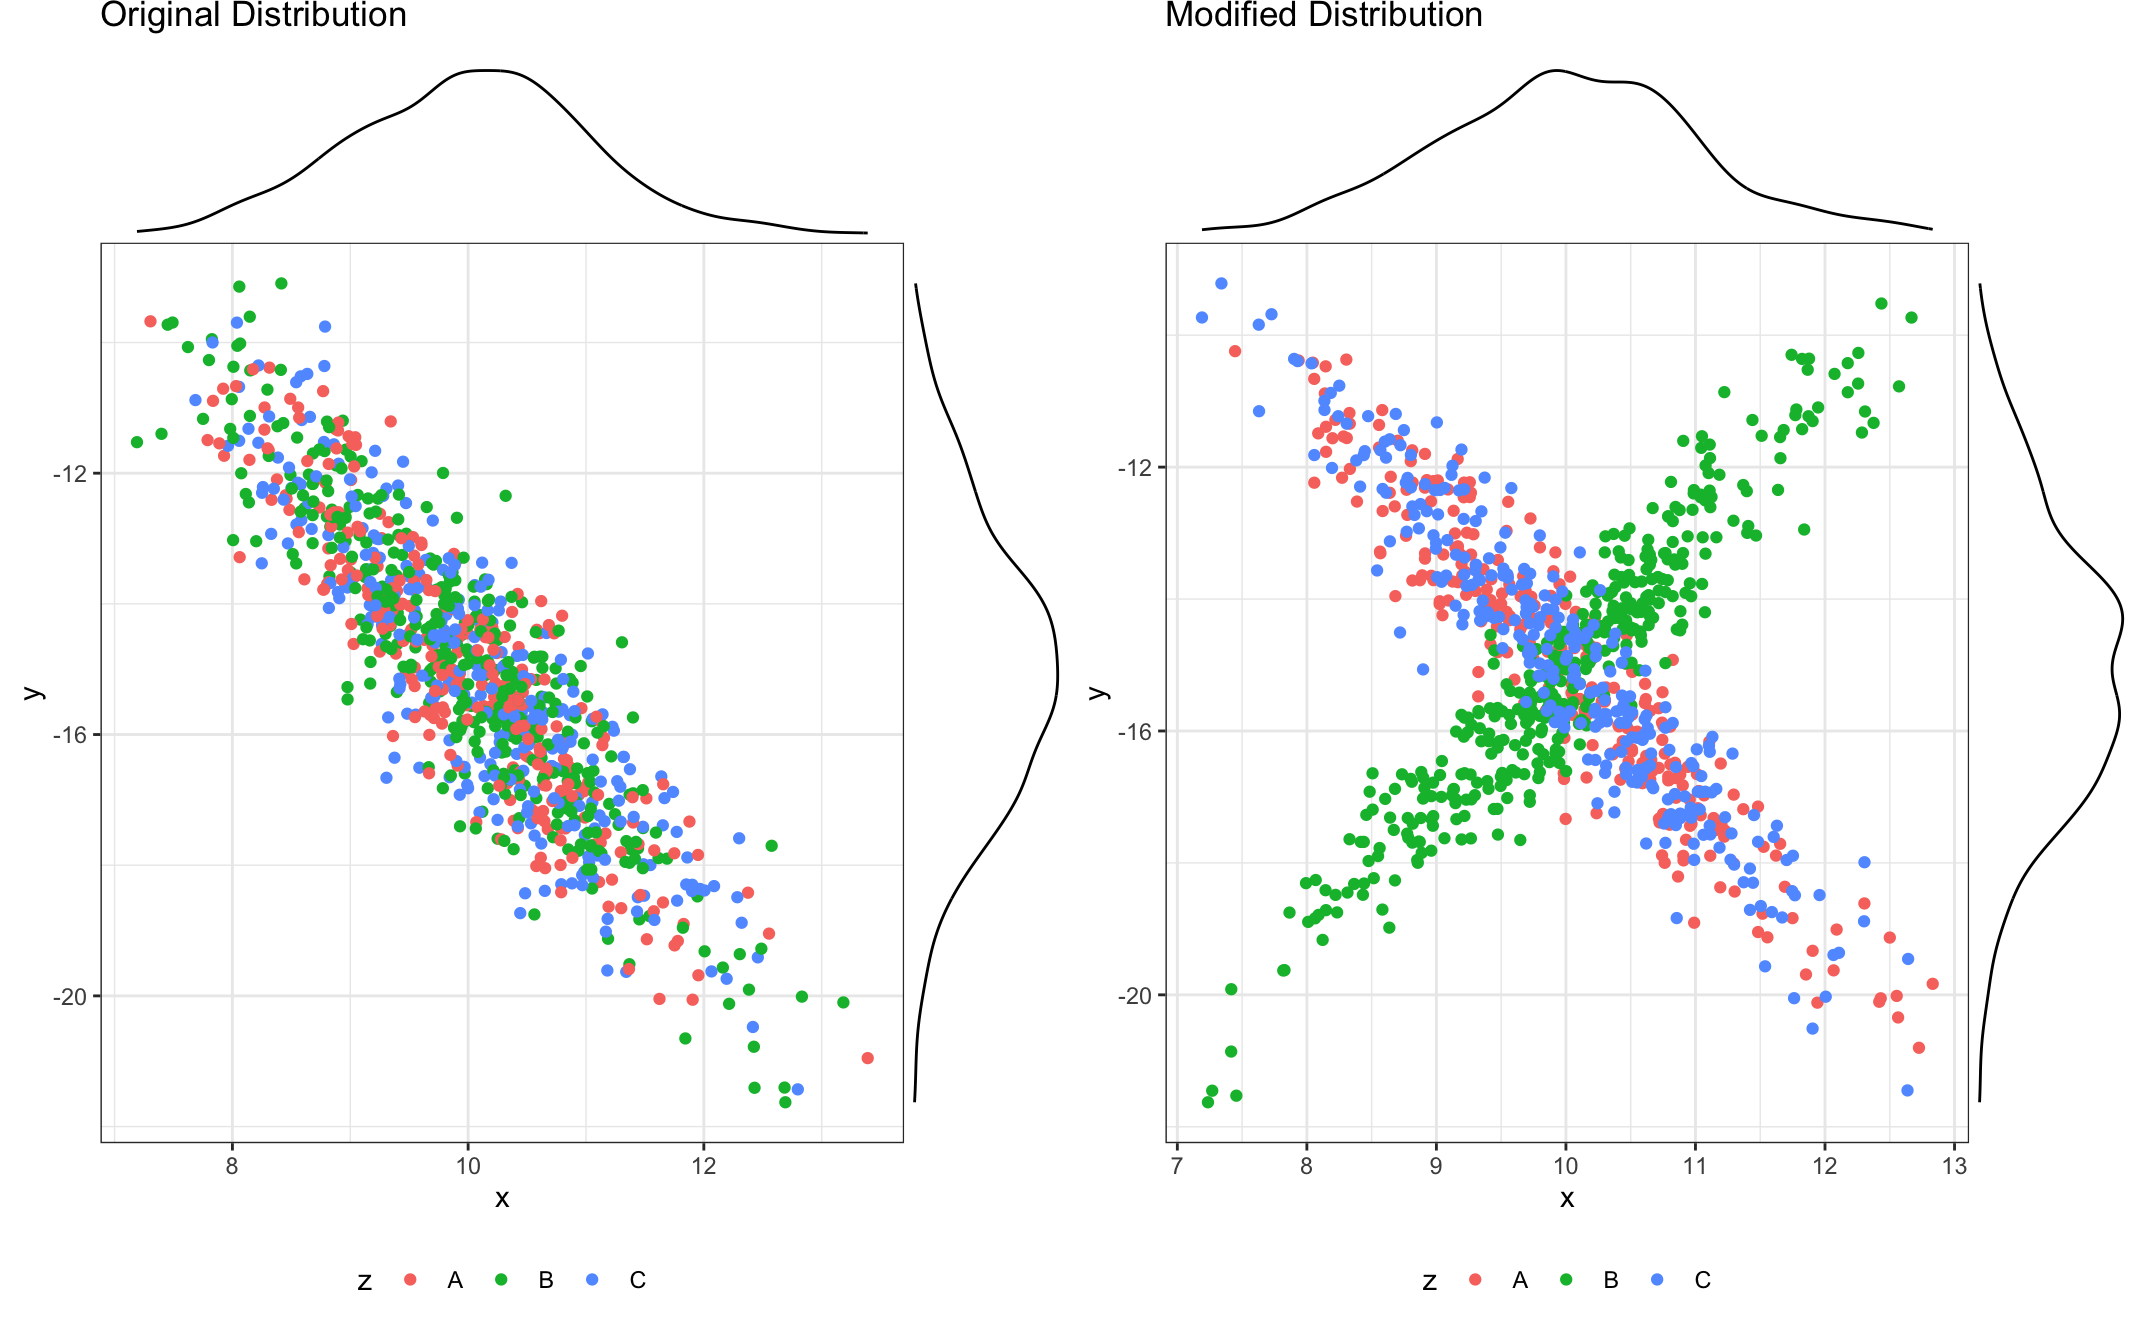 Original Distribution
y
-12
-16
-20
8 10 12
x
z A B C
Modified Distribution
y
-12
-16
-20
7 8 9 10 11 12 13
x
z A B C